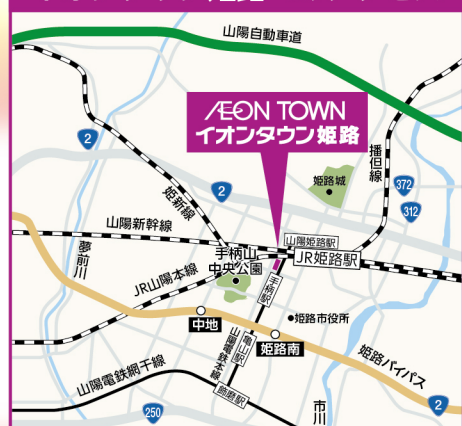 山陽自動車道
ÆON TOWN
イオンタウン姫路
2
2
播但線
姫新線
姫路城
372
312
山陽新幹線
山陽姫路駅
JR姫路駅
夢前川
手柄山
中央公園
手柄駅
JR山陽本線
中地
姫路市役所
姫路南
亀山駅
山陽電鉄本線
姫路バイパス
山陽電鉄網干線
飾磨駅
市川
250
2